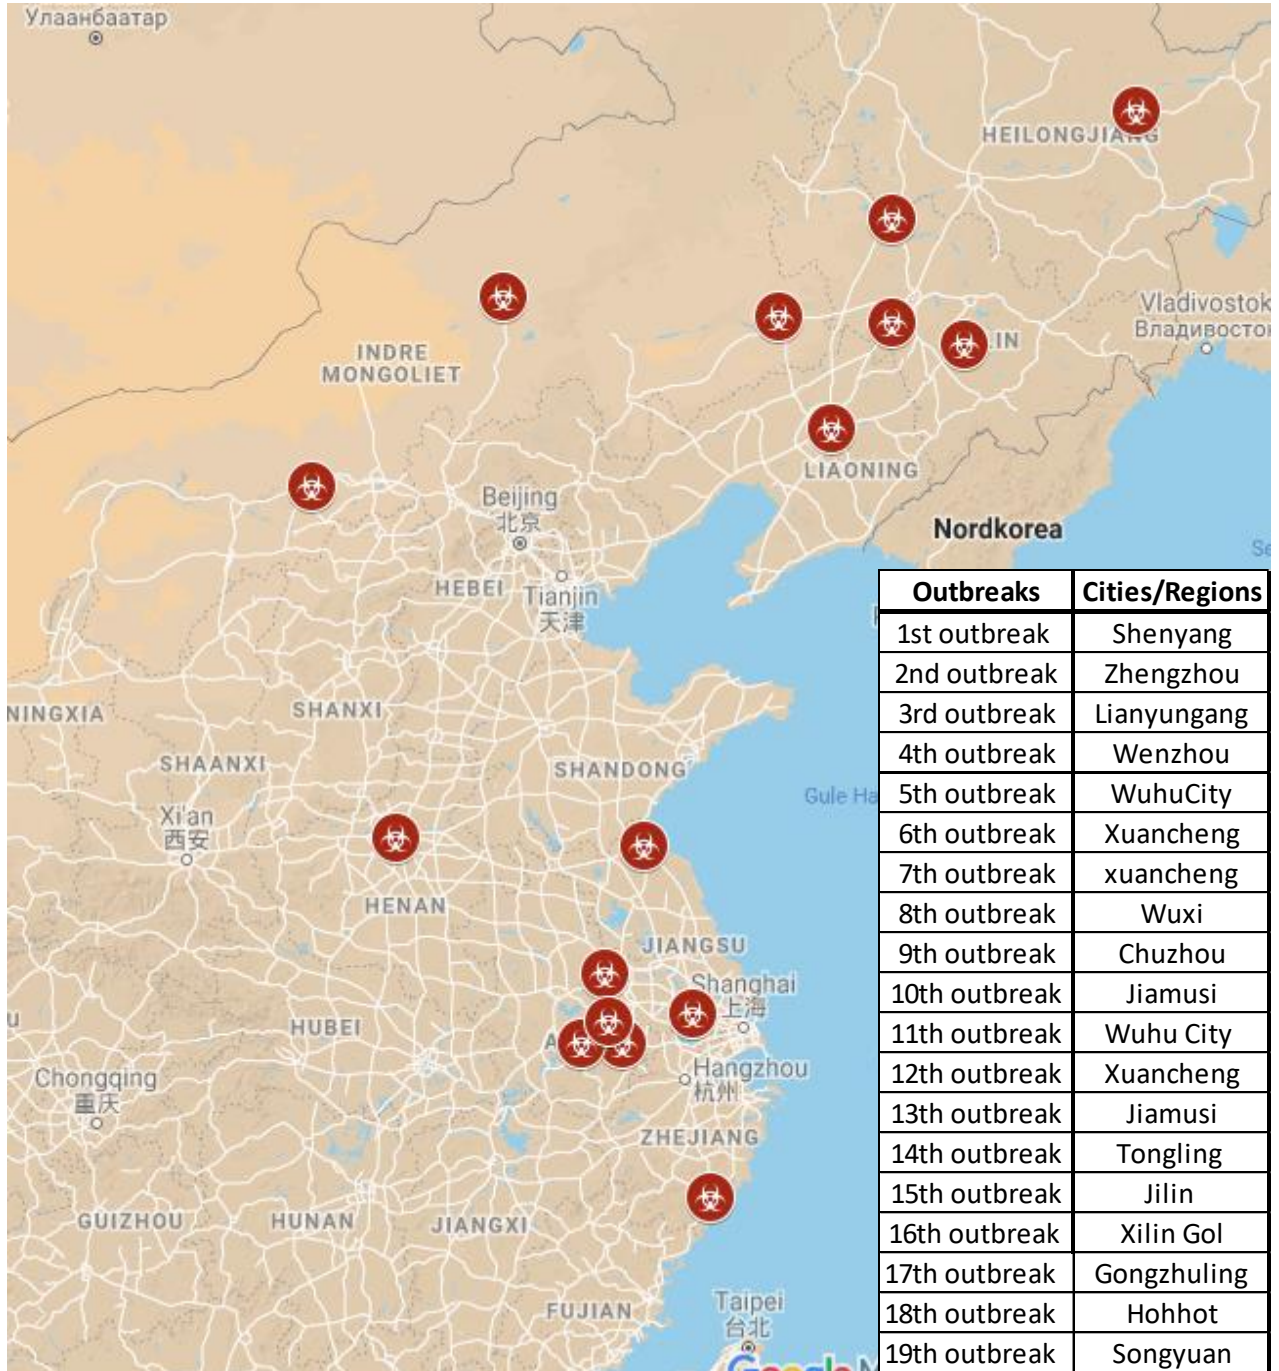 Улаанбаатар
HEILONGJIANG
Vladivostok
Владивосток
INDRE
MONGOLIET
LIN
LIAONING
Beijing
北京
Nordkorea
HEBEI
Tianjin
天津
NINGXIA
SHANXI
SHAANXI
SHANDONG
Gule Ha
Xi'an
西安
HENAN
JIANGSU
Shanghai
上海
HUBEI
Hangzhou
杭州
Chongqing
重庆
ZHEJIANG
GUIZHOU
HUNAN
JIANGXI
FUJIAN
Taipei
台北
Google M
Outbreaks Cities/Regions
1st outbreak Shenyang
2nd outbreak Zhengzhou
3rd outbreak Lianyungang
4th outbreak Wenzhou
5th outbreak WuhuCity
6th outbreak Xuancheng
7th outbreak xuancheng
8th outbreak Wuxi
9th outbreak Chuzhou
10th outbreak Jiamusi
11th outbreak Wuhu City
12th outbreak Xuancheng
13th outbreak Jiamusi
14th outbreak Tongling
15th outbreak Jilin
16th outbreak Xilin Gol
17th outbreak Gongzhuling
18th outbreak Hohhot
19th outbreak Songyuan